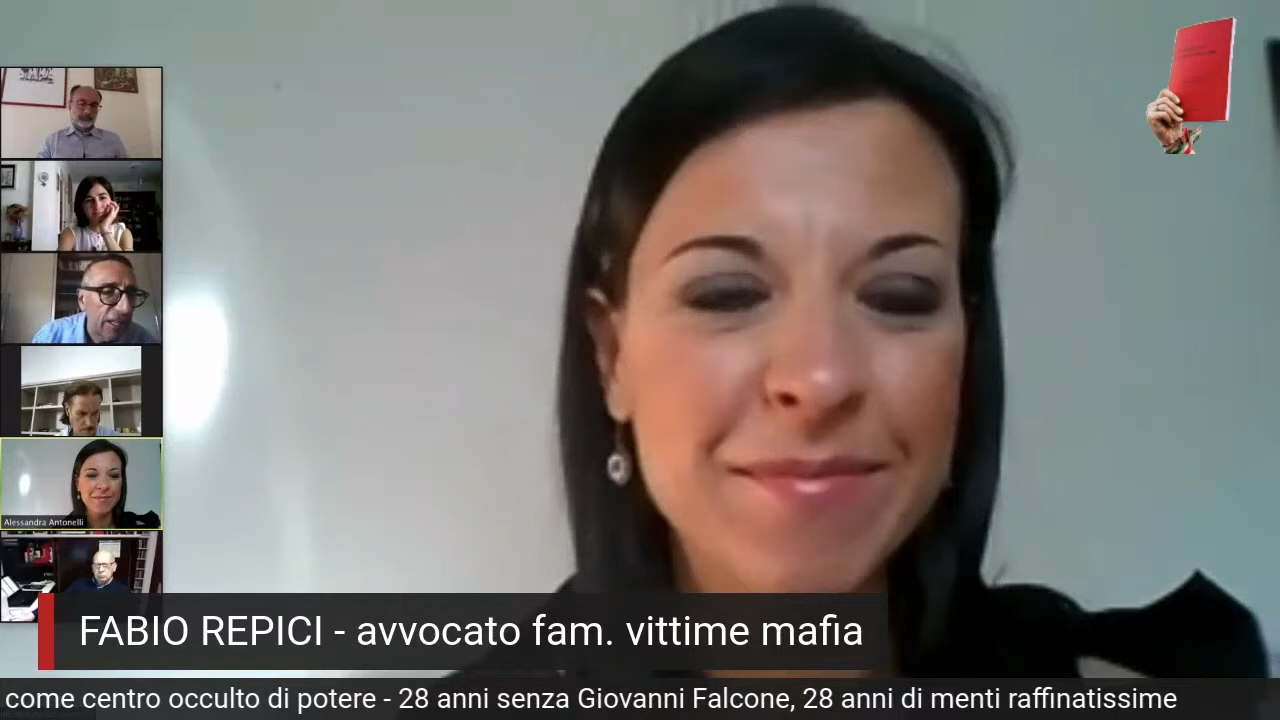 Alessandra Antonelli
FABIO REPICI - avvocato fam. vittime mafia
come centro occulto di potere - 28 anni senza Giovanni Falcone, 28 anni di menti raffinatissime